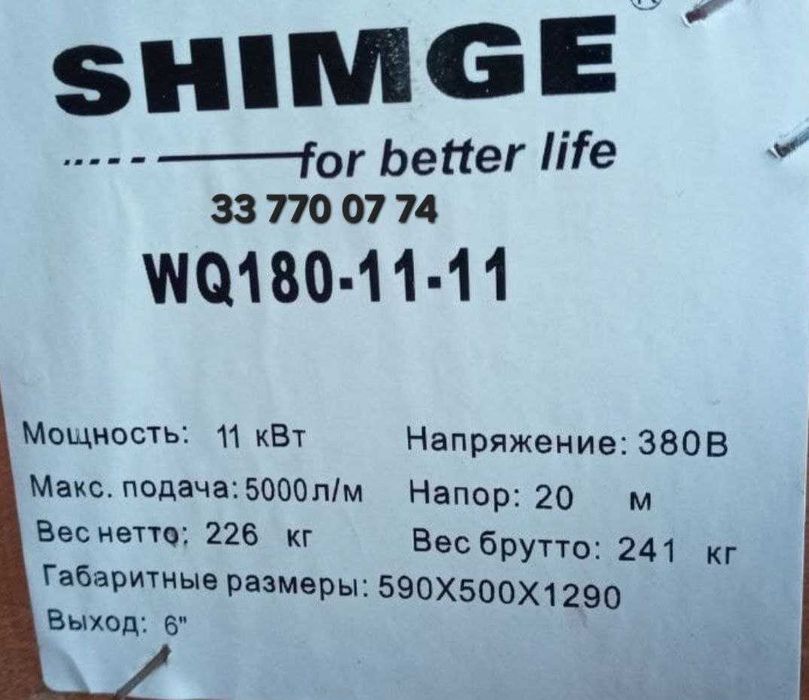 SHIMGE ®
for better life
33 770 07 74
WQ180-11-11
Мощность: 11 кВт Напряжение: 380В
Макс. подача: 5000л/м Напор: 20 м
Вес нетто: 226 кг Вес брутто: 241 кг
Габаритные размеры: 590X500X1290
Выход: 6"